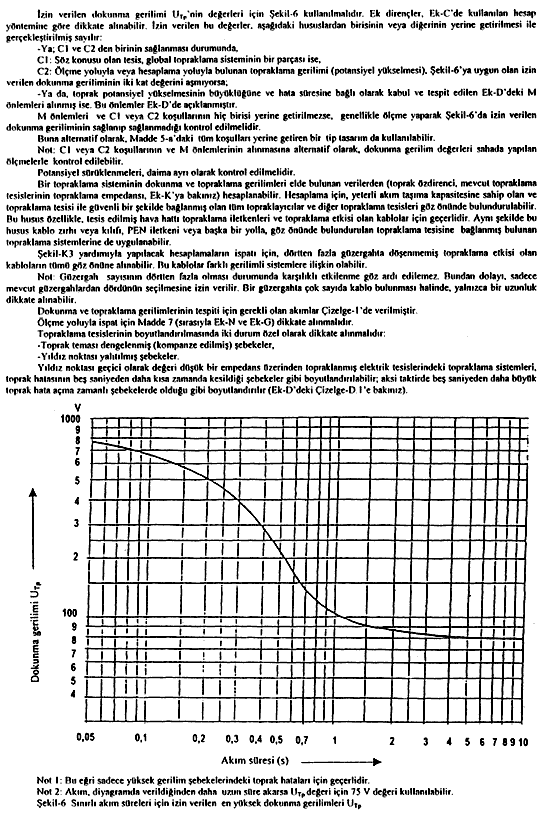 İzin verilen dokunma gerilimi UTp'nin değerleri için Şekil-6 kullanılmalıdır. Ek dirençler, Ek-C'de kullanılan hesap
yöntemine göre dikkate alınabilir. İzin verilen bu değerler, aşağıdaki hususlardan birisinin veya diğerinin yerine getirilmesi ile
gerçekleştirilmiş sayılır:
-Ya; C1 ve C2 den birinin sağlanması durumunda,
C1: Söz konusu olan tesis, global topraklama sisteminin bir parçası ise,
C2: Ölçme yoluyla veya hesaplama yoluyla bulunan topraklama gerilimi (potansiyel yükselmesi), Şekil-6'ya uygun olan izin
verilen dokunma geriliminin iki kat değerini aşmıyorsa;
-Ya da, toprak potansiyel yükselmesinin büyüklüğüne ve hata süresine bağlı olarak kabul ve tespit edilen Ek-D'deki M
önlemleri alınmış ise. Bu önlemler Ek-D'de açıklanmıştır.
M önlemleri ve C1 veya C2 koşullarının hiç birisi yerine getirilmezse, genellikle ölçme yaparak Şekil-6'da izin verilen
dokunma geriliminin sağlanıp sağlanmadığı kontrol edilmelidir.
Buna alternatif olarak, Madde 5-a'daki tüm koşulları yerine getiren bir tip tasarım da kullanılabilir.
Not: C1 veya C2 koşullarının ve M önlemlerinin alınmasına alternatif olarak, dokunma gerilim değerleri sahada yapılan
ölçmelerle kontrol edilebilir.
Potansiyel sürüklenmeleri, daima ayrı olarak kontrol edilmelidir.
Bir topraklama sisteminin dokunma ve topraklama gerilimleri elde bulunan verilerden (toprak özdirenci, mevcut topraklama
tesislerinin topraklama empedansı, Ek-K'ya bakınız) hesaplanabilir. Hesaplama için, yeterli akım taşıma kapasitesine sahip olan ve
topraklama tesisi ile güvenli bir şekilde bağlanmış olan tüm topraklayıcılar ve diğer topraklama tesisleri göz önünde bulundurulabilir.
Bu husus özellikle, tesis edilmiş hava hattı topraklama iletkenleri ve topraklama etkisi olan kablolar için geçerlidir. Aynı şekilde bu
husus kablo zırhı veya kılıfı, PEN iletkeni veya başka bir yolla, göz önünde bulundurulan topraklama tesisine bağlanmış bulunan
topraklama sistemlerine de uygulanabilir.
Şekil-K3 yardımıyla yapılacak hesaplamaların ispatı için, dörtten fazla güzergahta döşenmemiş topraklama etkisi olan
kabloların tümü göz önüne alınabilir. Bu kablolar farklı gerilimli sistemlere ilişkin olabilir.
Not: Güzergah sayısının dörtten fazla olması durumunda karşılıklı etkilenme göz ardı edilemez. Bundan dolayı, sadece
mevcut güzergahlardan dördünün seçilmesine izin verilir. Bir güzergahta çok sayıda kablo bulunması halinde, yalnızca bir uzunluk
dikkate alınabilir.
Dokunma ve topraklama gerilimlerinin tespiti için gerekli olan akımlar Çizelge-1'de verilmiştir.
Ölçme yoluyla ispat için Madde 7 (sırasıyla Ek-N ve Ek-G) dikkate alınmalıdır.
Topraklama tesislerinin boyutlandırılmasında iki durum özel olarak dikkate alınmalıdır:
-Toprak teması dengelenmiş (kompanze edilmiş) şebekeler,
-Yıldız noktası yalıtılmış şebekeler.
Yıldız noktası geçici olarak değeri düşük bir empedans üzerinden topraklanmış elektrik tesislerindeki topraklama sistemleri,
toprak hatasının beş saniyeden daha kısa zamanda kesildiği şebekeler gibi boyutlandırılabilir; aksi taktirde beş saniyeden daha büyük
toprak hata açma zamanlı şebekelerde olduğu gibi boyutlandırılır (Ek-D'deki Çizelge-D.1'e bakınız).
V
1000
9
8
7
6
5
4
3
2
100
9
8
7
6
5
4
Dokunma gerilimi UTp
0,05 0,1 0,2 0,3 0,4 0,5 0,7 1 2 3 4 5 6 7 8 9 10
Akım süresi (s)
Not 1: Bu eğri sadece yüksek gerilim şebekelerindeki toprak hataları için geçerlidir.
Not 2: Akım, diyagramda verildiğinden daha uzun süre akarsa UTp değeri için 75 V değeri kullanılabilir.
Şekil-6 Sınırlı akım süreleri için izin verilen en yüksek dokunma gerilimleri UTp